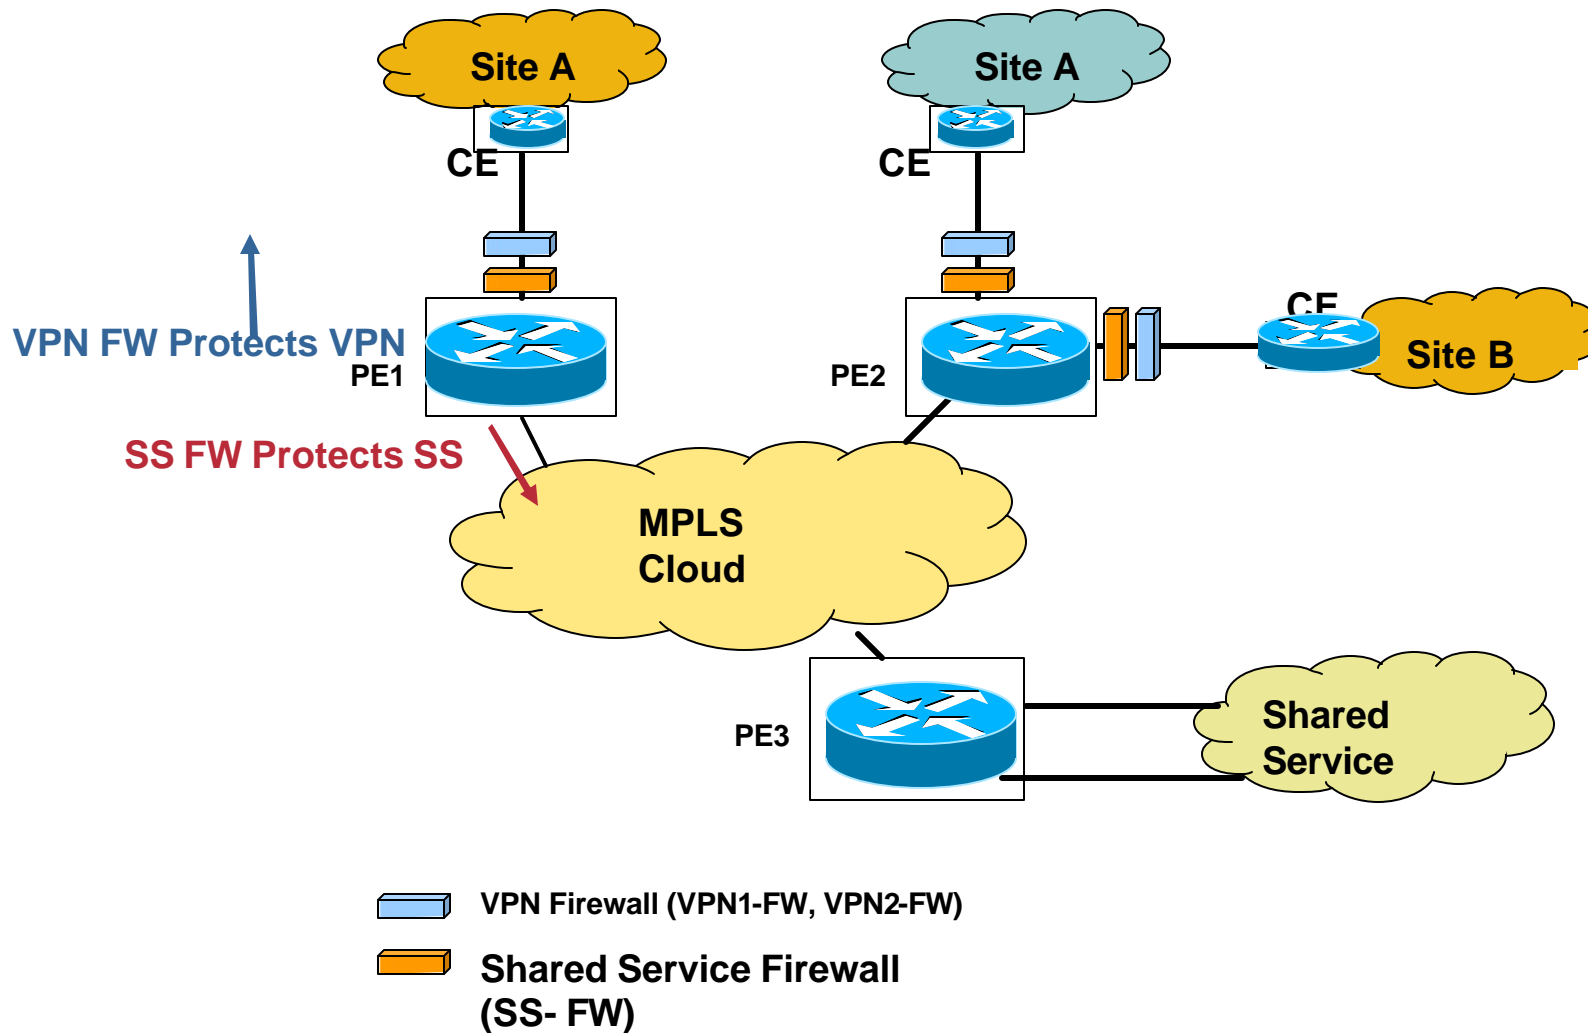 Site A
Site A
CE
CE
CE
VPN FW Protects VPN
PE1
PE2
Site B
SS FW Protects SS
MPLS
Cloud
PE3
Shared
Service
VPN Firewall (VPN1-FW, VPN2-FW)
Shared Service Firewall
(SS- FW)